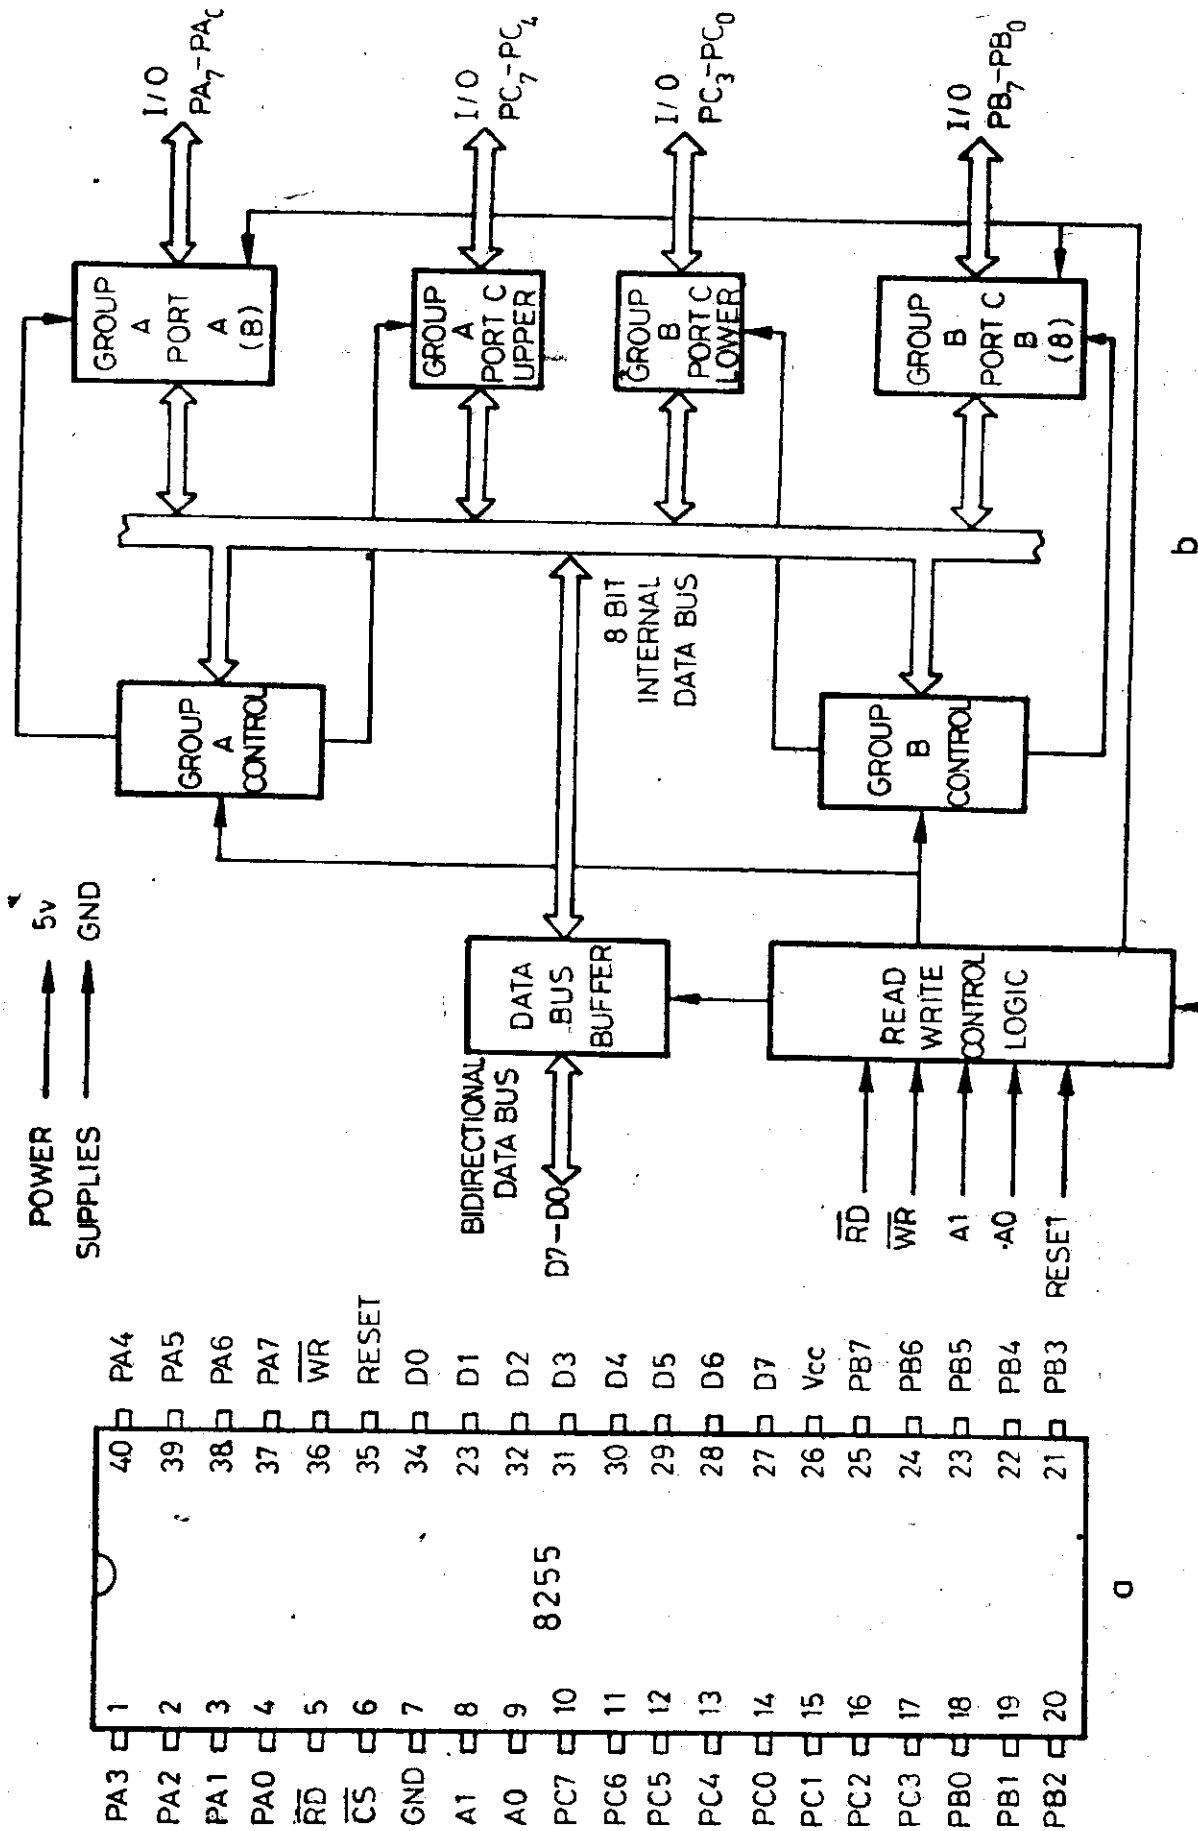 PA3 1
PA2 2
PA1 3
PA0 4
R̅D̅ 5
C̅S̅ 6
GND 7
A1 8
A0 9
PC7 10
PC6 11
PC5 12
PC4 13
PC0 14
PC1 15
PC2 16
PC3 17
PB0 18
PB1 19
PB2 20
8255
40 PA4
39 PA5
38 PA6
37 PA7
36 W̅R̅
35 RESET
34 D0
23 D1
32 D2
31 D3
30 D4
29 D5
28 D6
27 D7
26 Vcc
25 PB7
24 PB6
23 PB5
22 PB4
21 PB3
a
POWER 5v
SUPPLIES GND
BIDIRECTIONAL
DATA BUS
D7-D0
DATA
BUS
BUFFER
R̅D̅
W̅R̅
A1
A0
RESET
READ
WRITE
CONTROL
LOGIC
GROUP
A
CONTROL
8 BIT
INTERNAL
DATA BUS
GROUP
B
CONTROL
GROUP
A
PORT
A
(8)
GROUP
A
PORT C
UPPER
GROUP
B
PORT C
LOWER
GROUP
B
PORT C
B
(8)
I/O
PA7-PA0
I/O
PC7-PC4
I/O
PC3-PC0
I/O
PB7-PB0
b